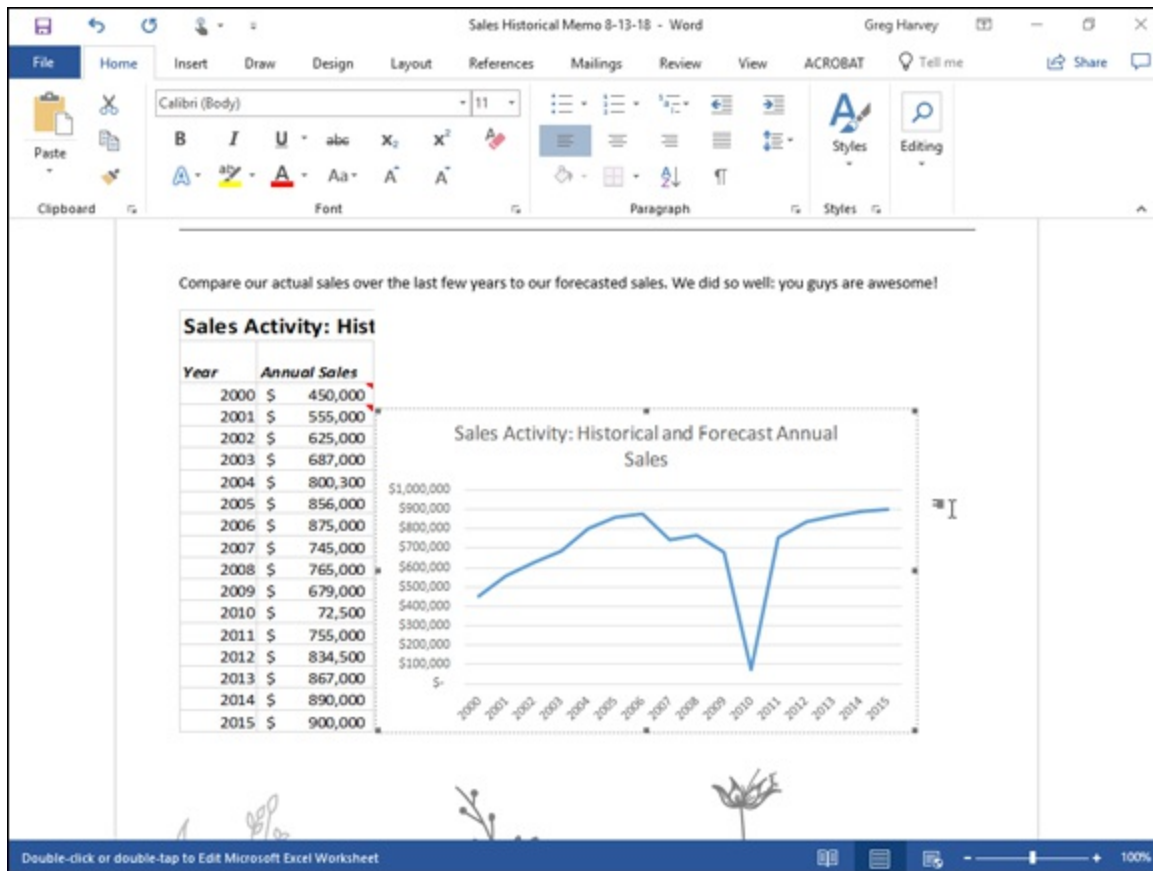 Sales Historical Memo 8-13-18 - Word
Greg Harvey
File Home Insert Draw Design Layout References Mailings Review View ACROBAT Tell me Share
Paste
Calibri (Body) 11
B I U abc X₂ X² A
A aby A Aa A A
A Z
¶
A
Styles
Editing
Clipboard Font Paragraph Styles
Compare our actual sales over the last few years to our forecasted sales. We did so well: you guys are awesome!
Sales Activity: Hist
Year Annual Sales
2000 $ 450,000
2001 $ 555,000
2002 $ 625,000
2003 $ 687,000
2004 $ 800,300
2005 $ 856,000
2006 $ 875,000
2007 $ 745,000
2008 $ 765,000
2009 $ 679,000
2010 $ 72,500
2011 $ 755,000
2012 $ 834,500
2013 $ 867,000
2014 $ 890,000
2015 $ 900,000
Sales Activity: Historical and Forecast Annual
Sales
$1,000,000
$900,000
$800,000
$700,000
$600,000
$500,000
$400,000
$300,000
$200,000
$100,000
$-
2000 2001 2002 2003 2004 2005 2006 2007 2008 2009 2010 2011 2012 2013 2014 2015
Double-click or double-tap to Edit Microsoft Excel Worksheet
100%